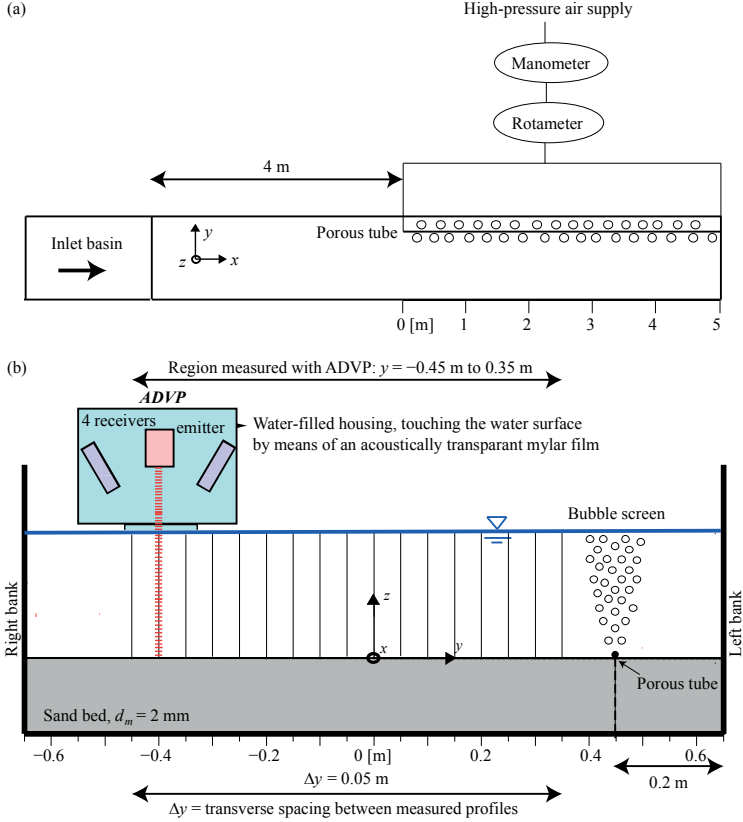 (a)
High-pressure air supply
Manometer
Rotameter
4 m
Porous tube
Inlet basin
y
z
x
0 [m]
1
2
3
4
5
(b)
Region measured with ADVP: y = −0.45 m to 0.35 m
ADVP
4 receivers
emitter
Water-filled housing, touching the water surface
by means of an acoustically transparant mylar film
Bubble screen
Right bank
Left bank
z
x
y
Porous tube
Sand bed, dm = 2 mm
−0.6
−0.4
−0.2
0 [m]
0.2
0.4
0.6
Δy = 0.05 m
0.2 m
Δy = transverse spacing between measured profiles